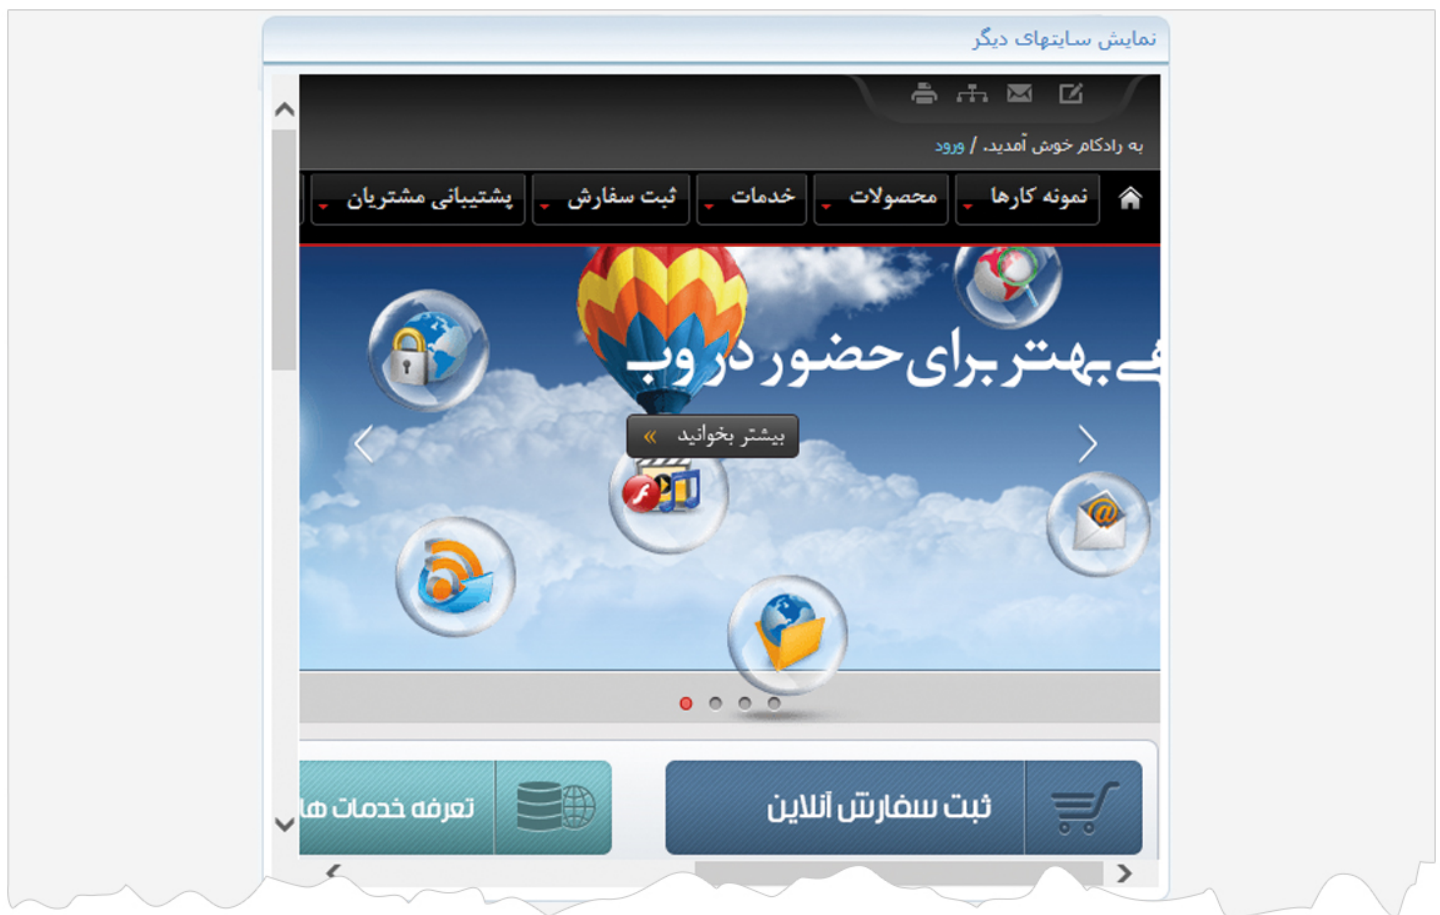 نمایش سایتهای دیگر
به رادکام خوش آمدید. / ورود
نمونه کارها محصولات خدمات ثبت سفارش پشتیبانی مشتریان
بهتر برای حضور در وب
بیشتر بخوانید »
ثبت سفارش آنلاین
تعرفه خدمات ها